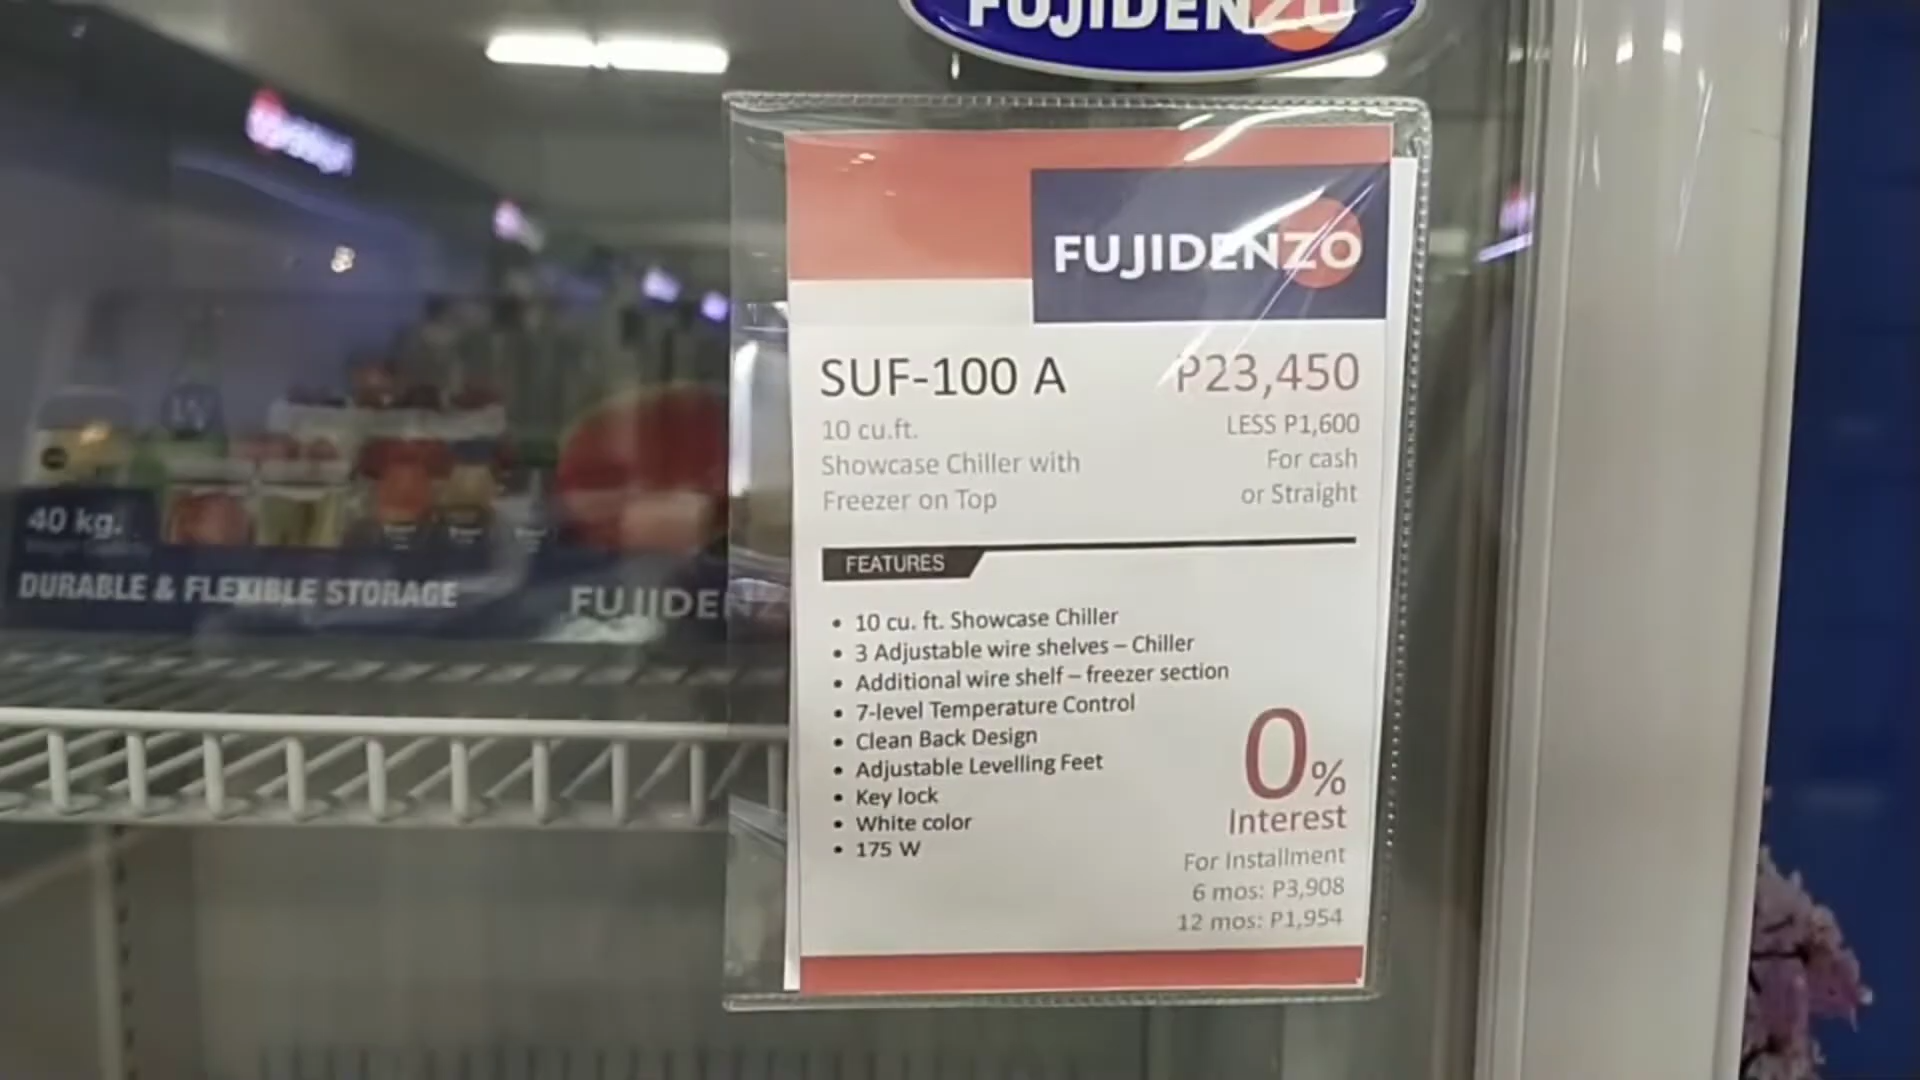 FUJIDENZO
FUJIDENZO
SUF-100 A
P23,450
10 cu.ft.
Showcase Chiller with
Freezer on Top
LESS P1,600
For cash
or Straight
FEATURES
• 10 cu. ft. Showcase Chiller
• 3 Adjustable wire shelves – Chiller
• Additional wire shelf – freezer section
• 7-level Temperature Control
• Clean Back Design
• Adjustable Levelling Feet
• Key lock
• White color
• 175 W
0%
Interest
For Installment
6 mos: P3,908
12 mos: P1,954
40 kg.
DURABLE & FLEXIBLE STORAGE
FUJIDENZ